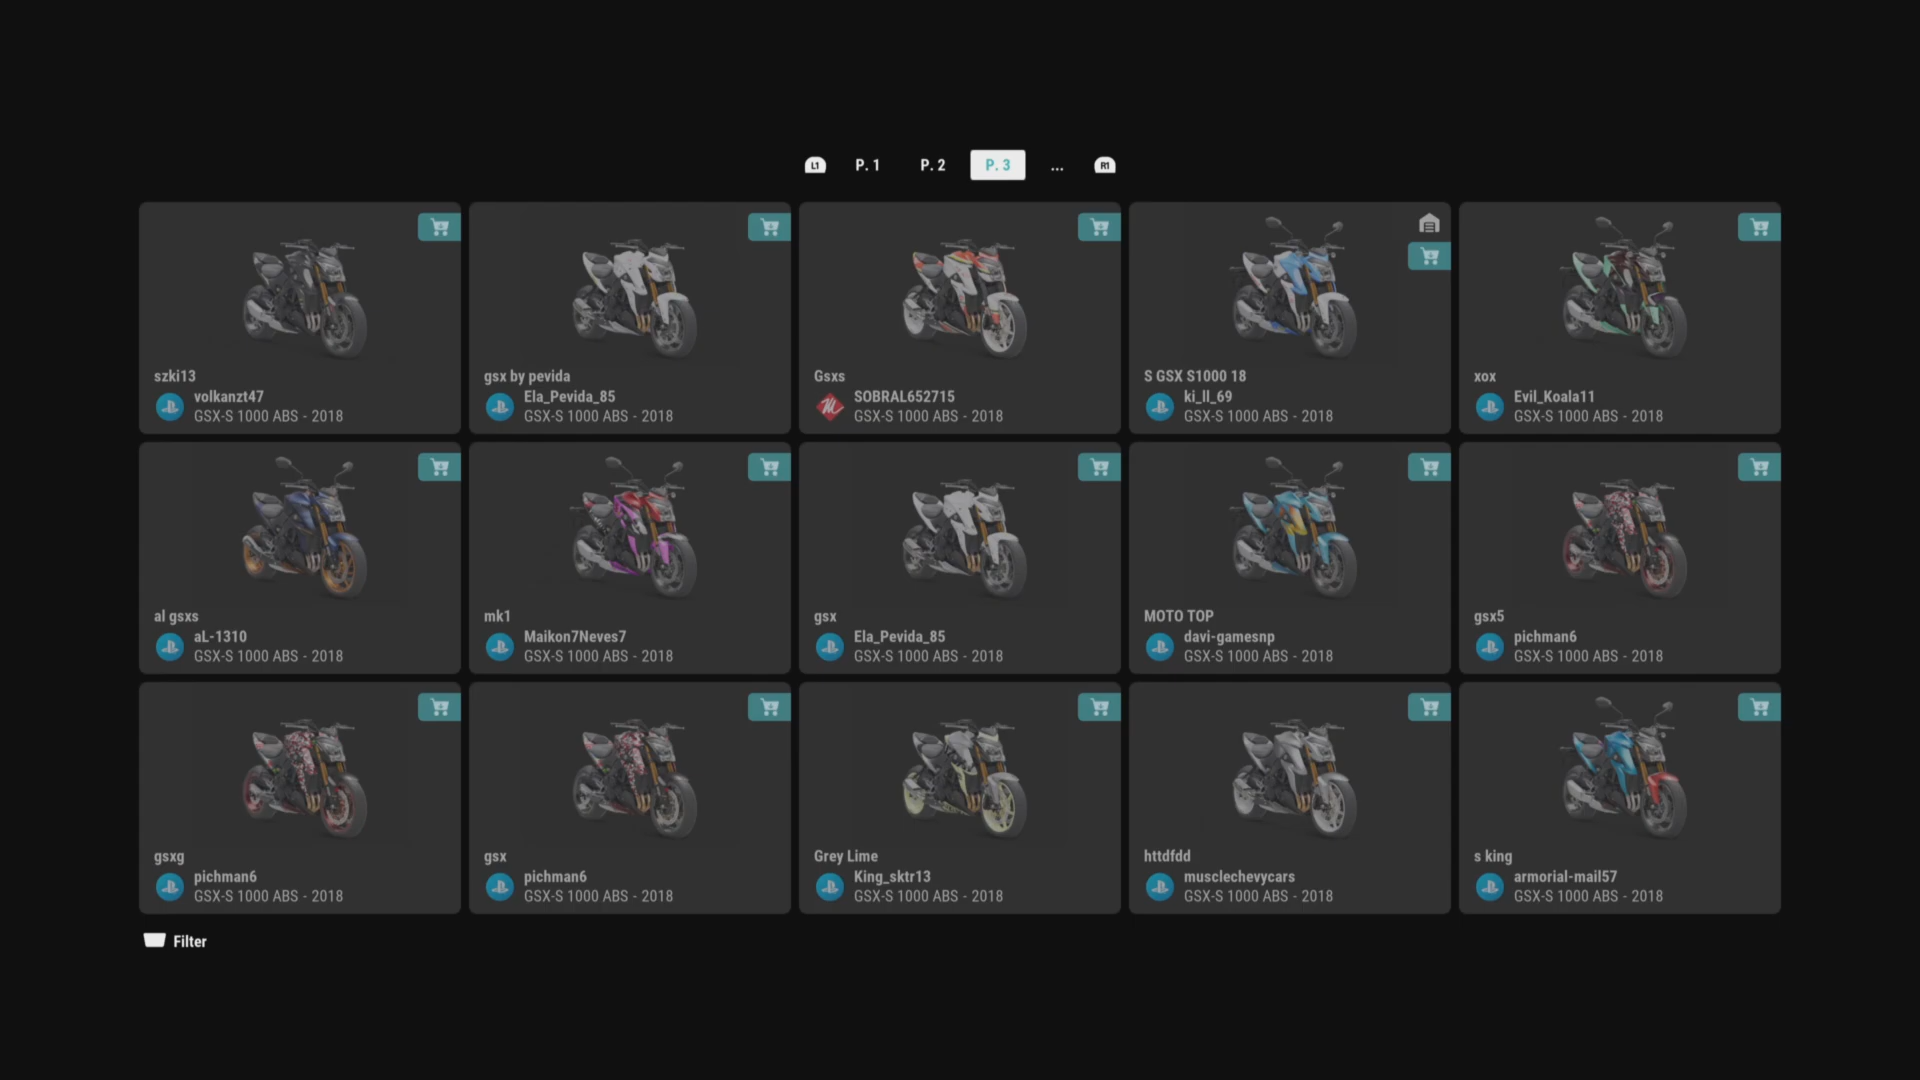 L1 P. 1 P. 2 P. 3 ... R1
szki13
volkanzt47
GSX-S 1000 ABS - 2018
gsx by pevida
Ela_Pevida_85
GSX-S 1000 ABS - 2018
Gsxs
SOBRAL652715
GSX-S 1000 ABS - 2018
S GSX S1000 18
ki_ll_69
GSX-S 1000 ABS - 2018
xox
Evil_Koala11
GSX-S 1000 ABS - 2018
al gsxs
aL-1310
GSX-S 1000 ABS - 2018
mk1
Maikon7Neves7
GSX-S 1000 ABS - 2018
gsx
Ela_Pevida_85
GSX-S 1000 ABS - 2018
MOTO TOP
davi-gamesnp
GSX-S 1000 ABS - 2018
gsx5
pichman6
GSX-S 1000 ABS - 2018
gsxg
pichman6
GSX-S 1000 ABS - 2018
gsx
pichman6
GSX-S 1000 ABS - 2018
Grey Lime
King_sktr13
GSX-S 1000 ABS - 2018
httdfdd
musclechevycars
GSX-S 1000 ABS - 2018
s king
armorial-mail57
GSX-S 1000 ABS - 2018
Filter